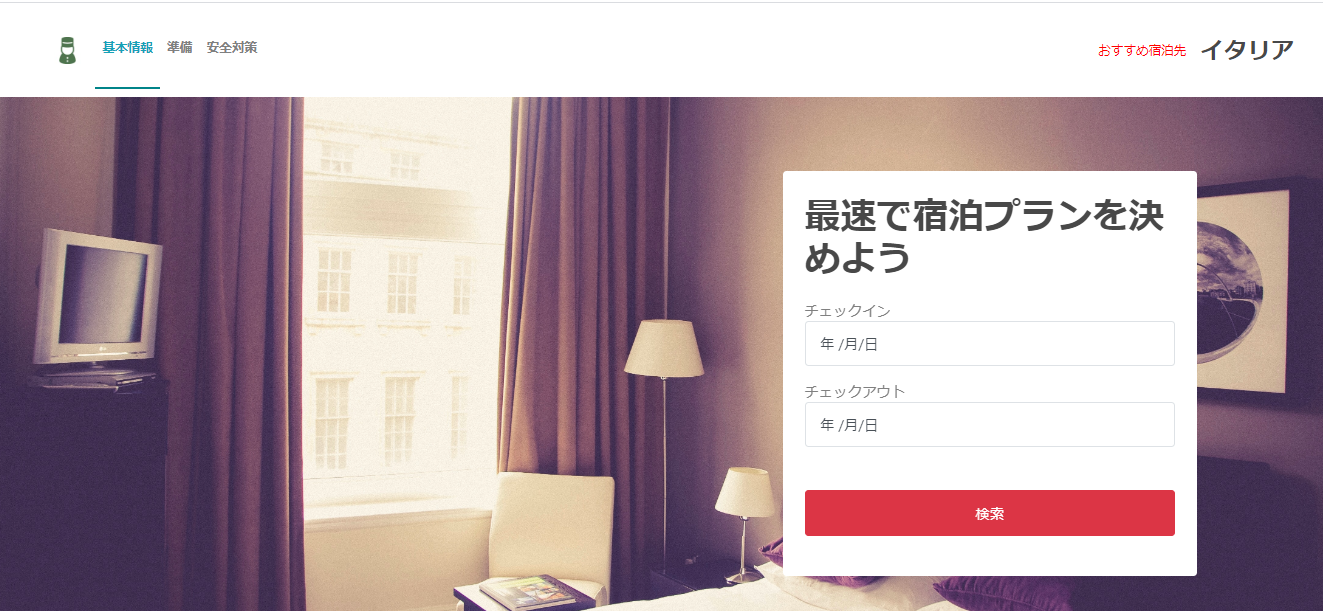 基本情報 準備 安全対策
おすすめ宿泊先 イタリア
最速で宿泊プランを決
めよう
チェックイン
年 /月/日
チェックアウト
年 /月/日
検索